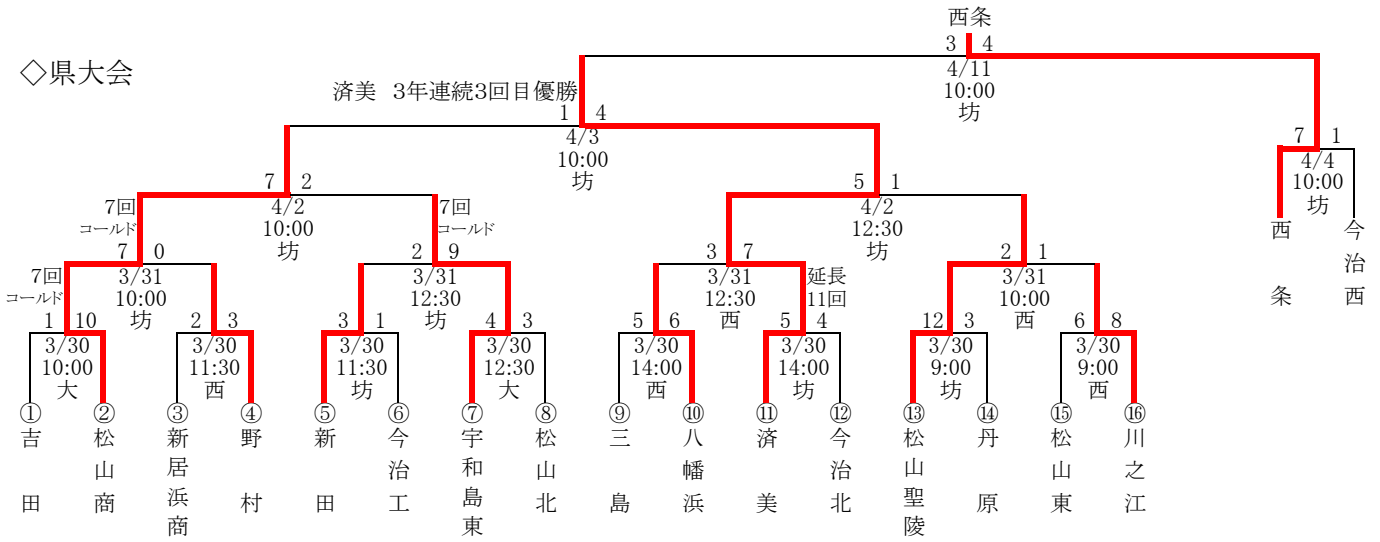 西条
3 4
◇県大会
4/11
10:00
坊
済美 3年連続3回目優勝
1 4
4/3
10:00
坊
7 1
4/4
10:00
坊
西条
今治西
7 2
4/2
10:00
坊
5 1
4/2
12:30
坊
7回
コールド
7回
コールド
7 0
3/31
10:00
坊
2 9
3/31
12:30
坊
3 7
3/31
12:30
西
2 1
3/31
10:00
西
7回
コールド
延長
11回
1 10
3/30
10:00
大
2 3
3/30
11:30
西
3 1
3/30
11:30
坊
4 3
3/30
12:30
大
5 6
3/30
14:00
西
5 4
3/30
14:00
坊
12 3
3/30
9:00
坊
6 8
3/30
9:00
西
①吉田
②松山商
③新居浜商
④野村
⑤新田
⑥今治工
⑦宇和島東
⑧松山北
⑨三島
⑩八幡浜
⑪済美
⑫今治北
⑬松山聖陵
⑭丹原
⑮松山東
⑯川之江